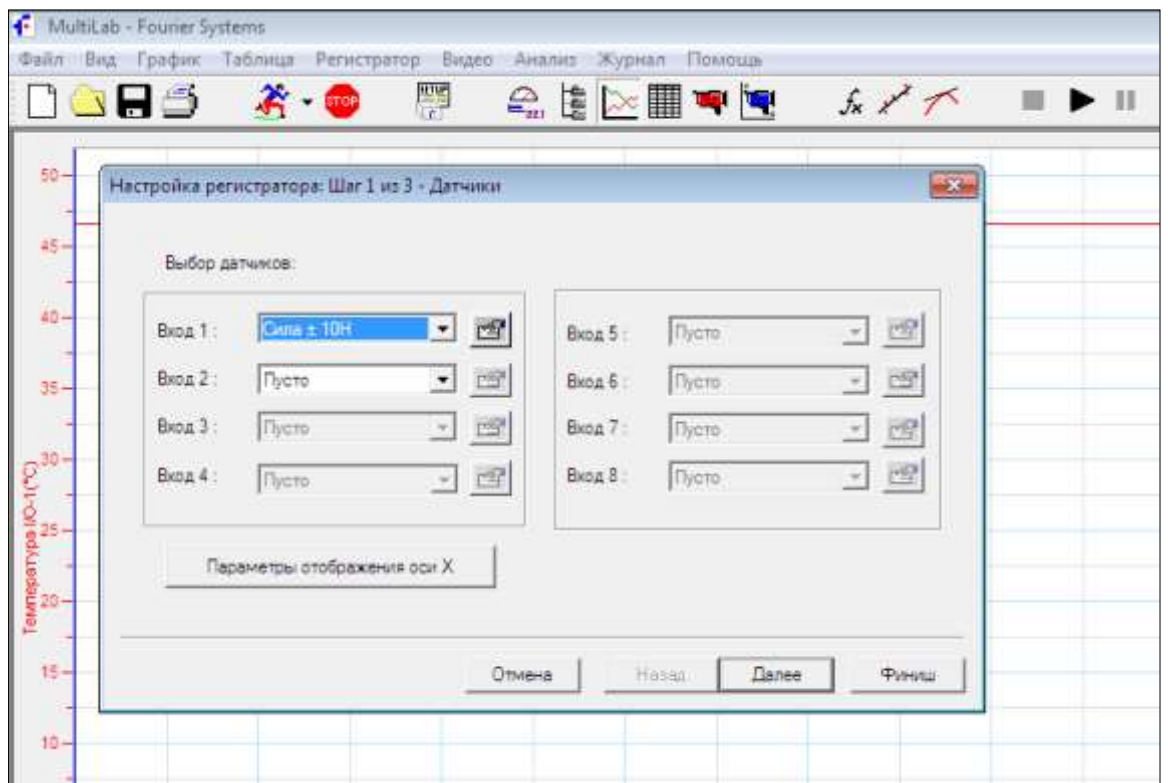 MultiLab - Fourier Systems
Файл Вид График Таблица Регистратор Видео Анализ Журнал Помощь
STOP
SETUP
fx
Настройка регистратора: Шаг 1 из 3 - Датчики
Выбор датчиков:
Вход 1 : Сила ± 10Н
Вход 2 : Пусто
Вход 3 : Пусто
Вход 4 : Пусто
Вход 5 : Пусто
Вход 6 : Пусто
Вход 7 : Пусто
Вход 8 : Пусто
Параметры отображения оси X
Отмена Назад Далее Финиш
50
45
40
35
30
25
20
15
10
Температура I/O-1(°C)